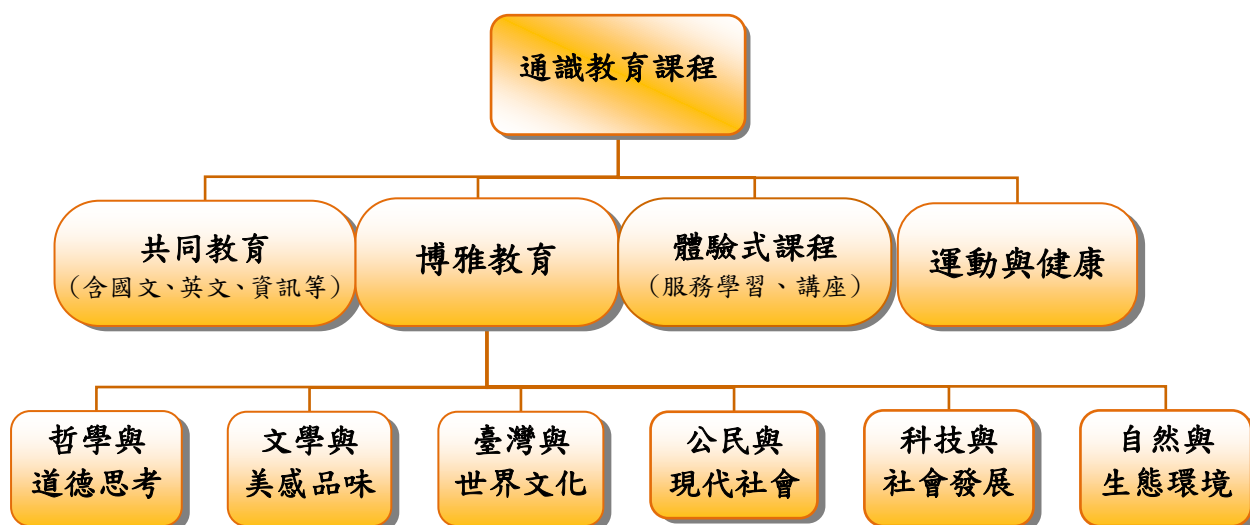 通識教育課程
共同教育
（含國文、英文、資訊等）
博雅教育
體驗式課程
（服務學習、講座）
運動與健康
哲學與
道德思考
文學與
美感品味
臺灣與
世界文化
公民與
現代社會
科技與
社會發展
自然與
生態環境